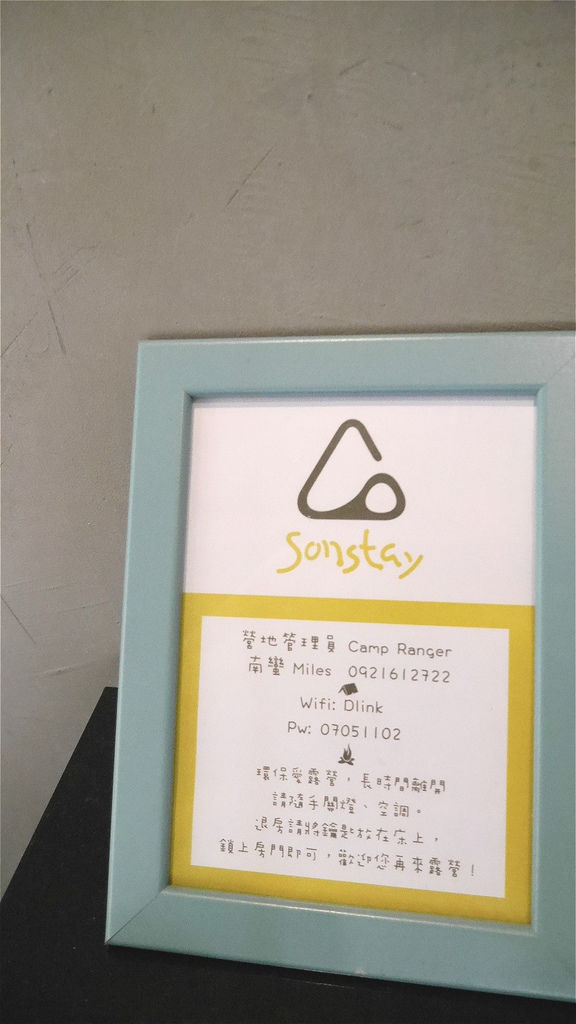 Sonstay
營地管理員 Camp Ranger
南蠻 Miles 0921612722
Wifi: Dlink
Pw: 07051102
環保愛露營，長時間離開
請隨手關燈、空調。
退房請將鑰匙放在床上，
鎖上房門即可，歡迎您再來露營！